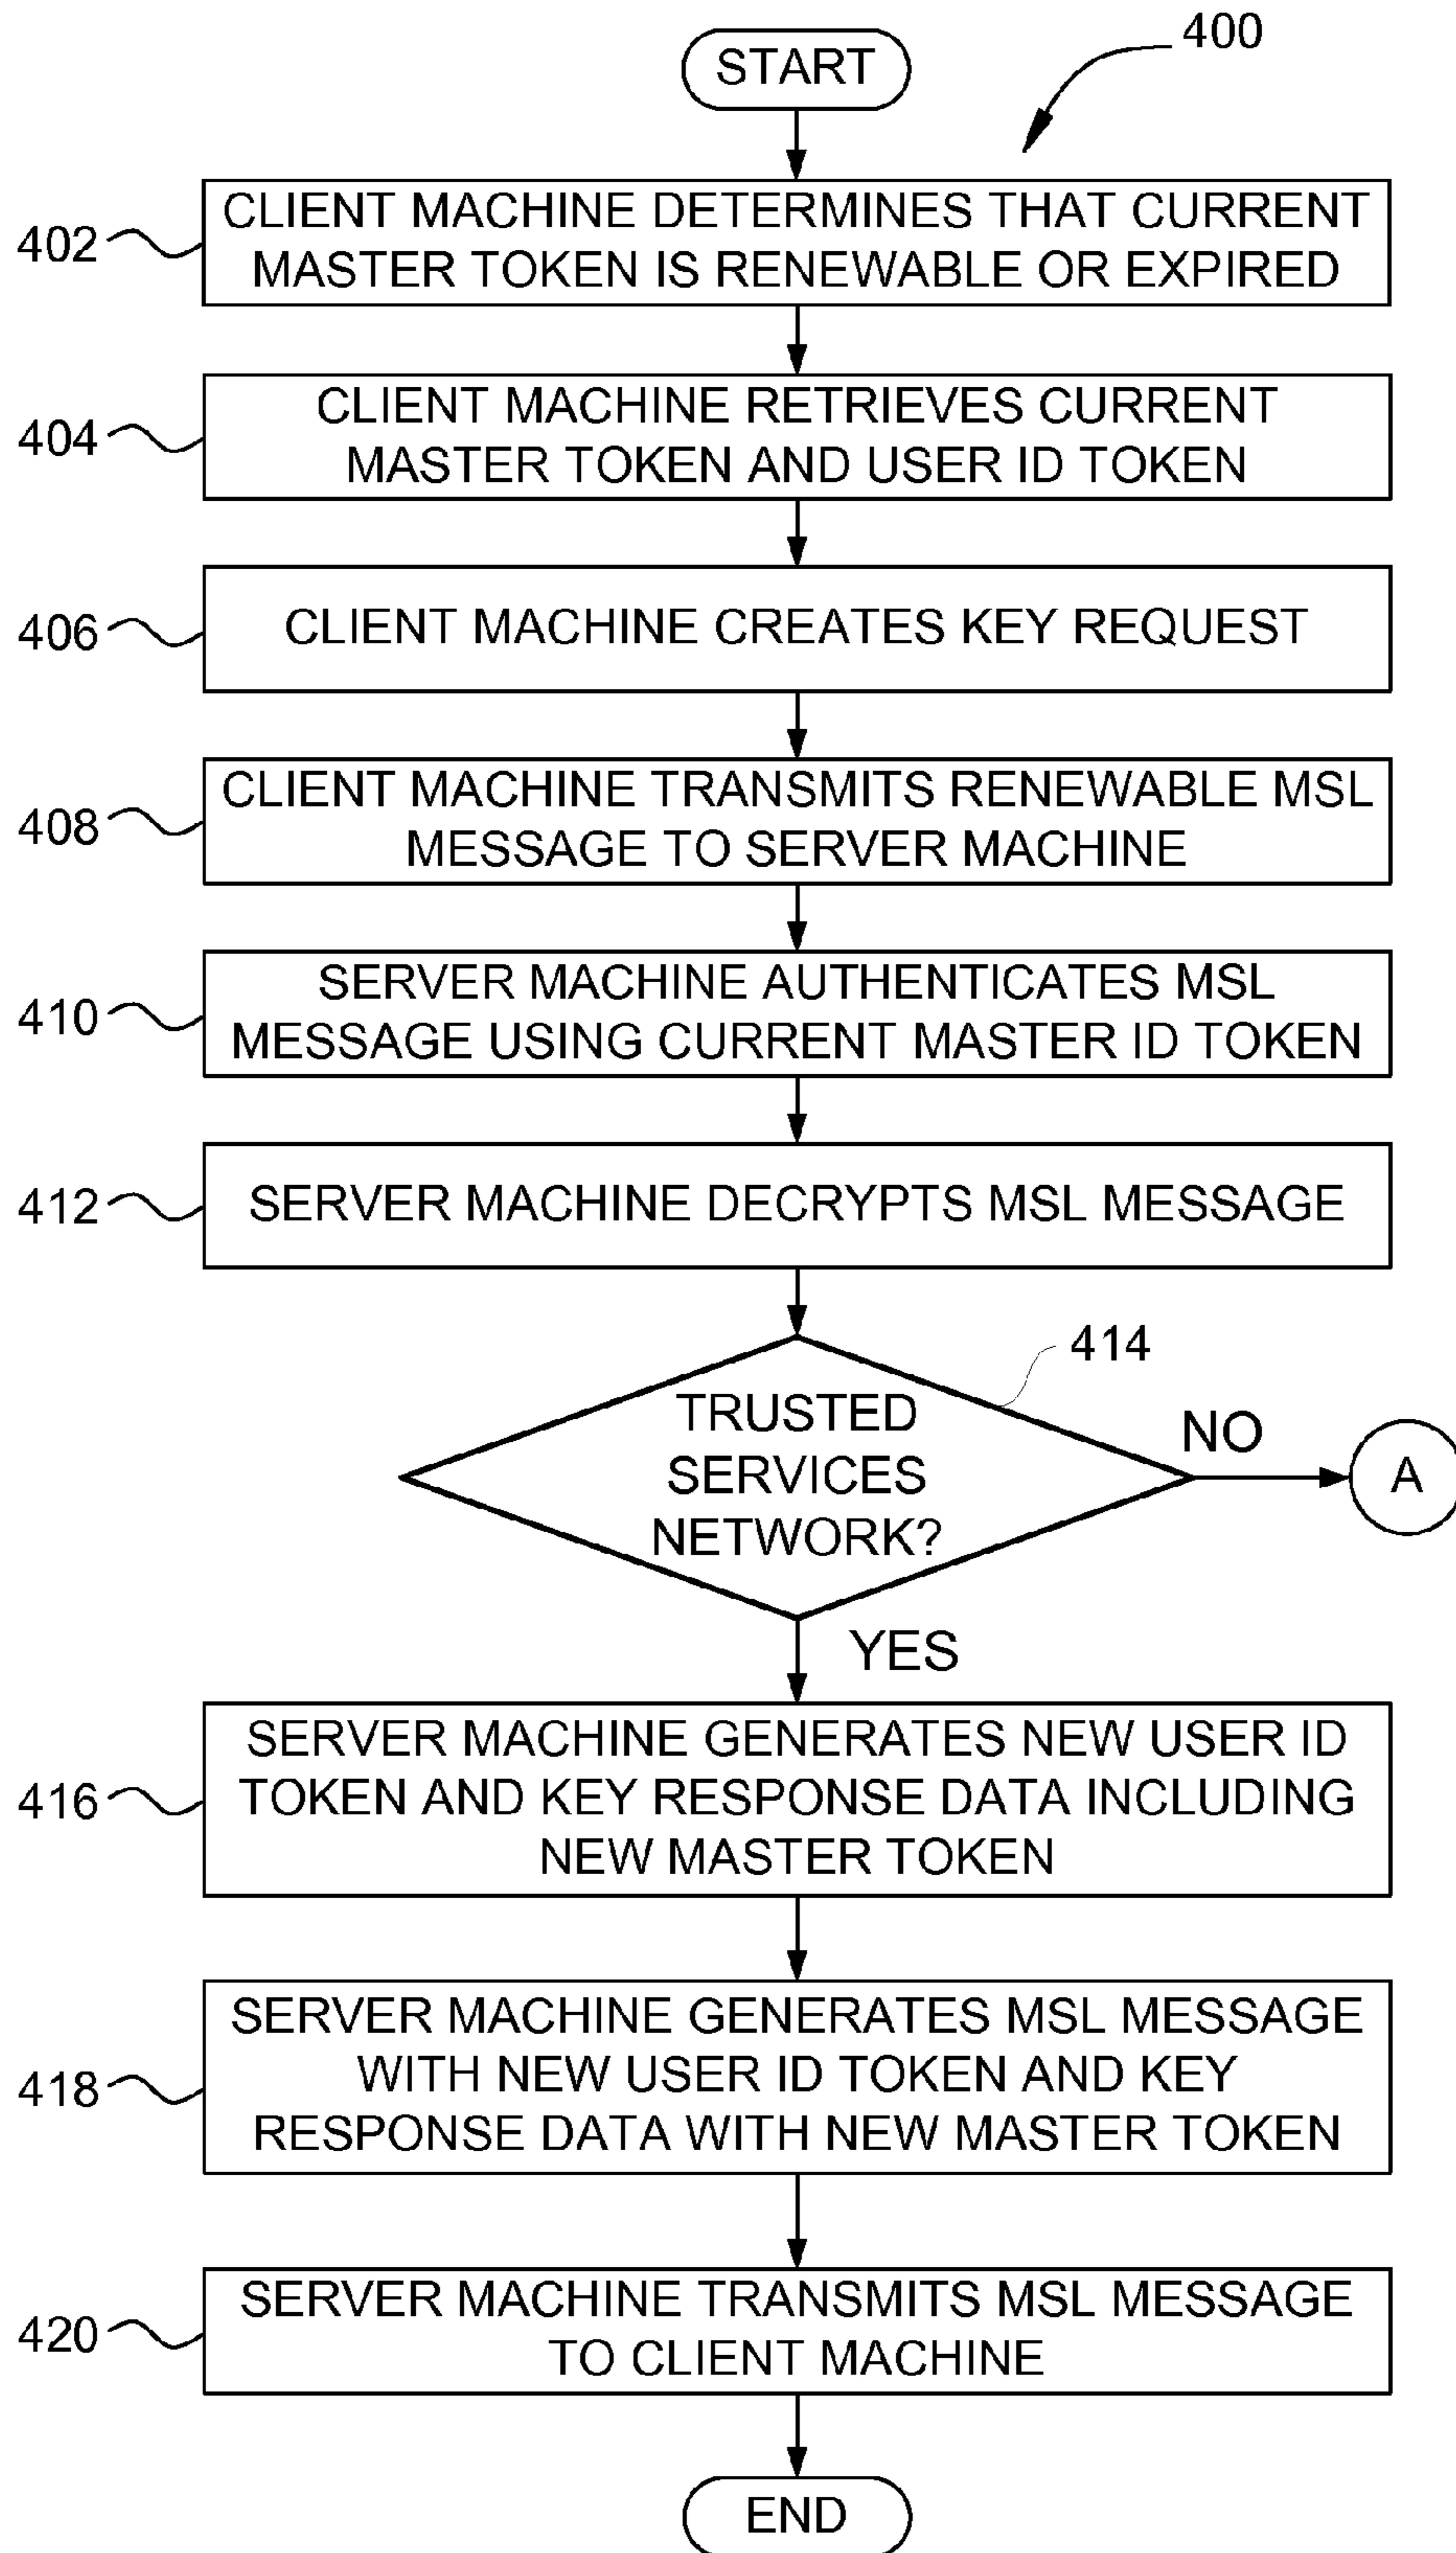 START
400
402
CLIENT MACHINE DETERMINES THAT CURRENT
MASTER TOKEN IS RENEWABLE OR EXPIRED
404
CLIENT MACHINE RETRIEVES CURRENT
MASTER TOKEN AND USER ID TOKEN
406
CLIENT MACHINE CREATES KEY REQUEST
408
CLIENT MACHINE TRANSMITS RENEWABLE MSL
MESSAGE TO SERVER MACHINE
410
SERVER MACHINE AUTHENTICATES MSL
MESSAGE USING CURRENT MASTER ID TOKEN
412
SERVER MACHINE DECRYPTS MSL MESSAGE
414
TRUSTED
SERVICES
NETWORK?
NO
A
YES
416
SERVER MACHINE GENERATES NEW USER ID
TOKEN AND KEY RESPONSE DATA INCLUDING
NEW MASTER TOKEN
418
SERVER MACHINE GENERATES MSL MESSAGE
WITH NEW USER ID TOKEN AND KEY
RESPONSE DATA WITH NEW MASTER TOKEN
420
SERVER MACHINE TRANSMITS MSL MESSAGE
TO CLIENT MACHINE
END